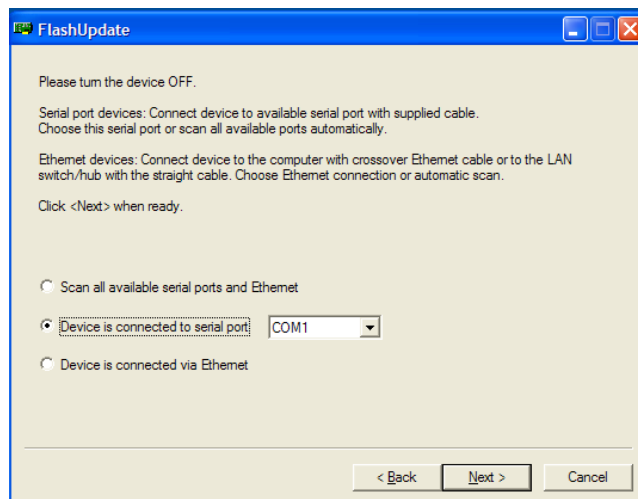 FlashUpdate
Please turn the device OFF.
Serial port devices: Connect device to available serial port with supplied cable.
Choose this serial port or scan all available ports automatically.
Ethernet devices: Connect device to the computer with crossover Ethernet cable or to the LAN
switch/hub with the straight cable. Choose Ethernet connection or automatic scan.
Click <Next> when ready.
Scan all available serial ports and Ethernet
Device is connected to serial port COM1
Device is connected via Ethernet
< Back Next > Cancel